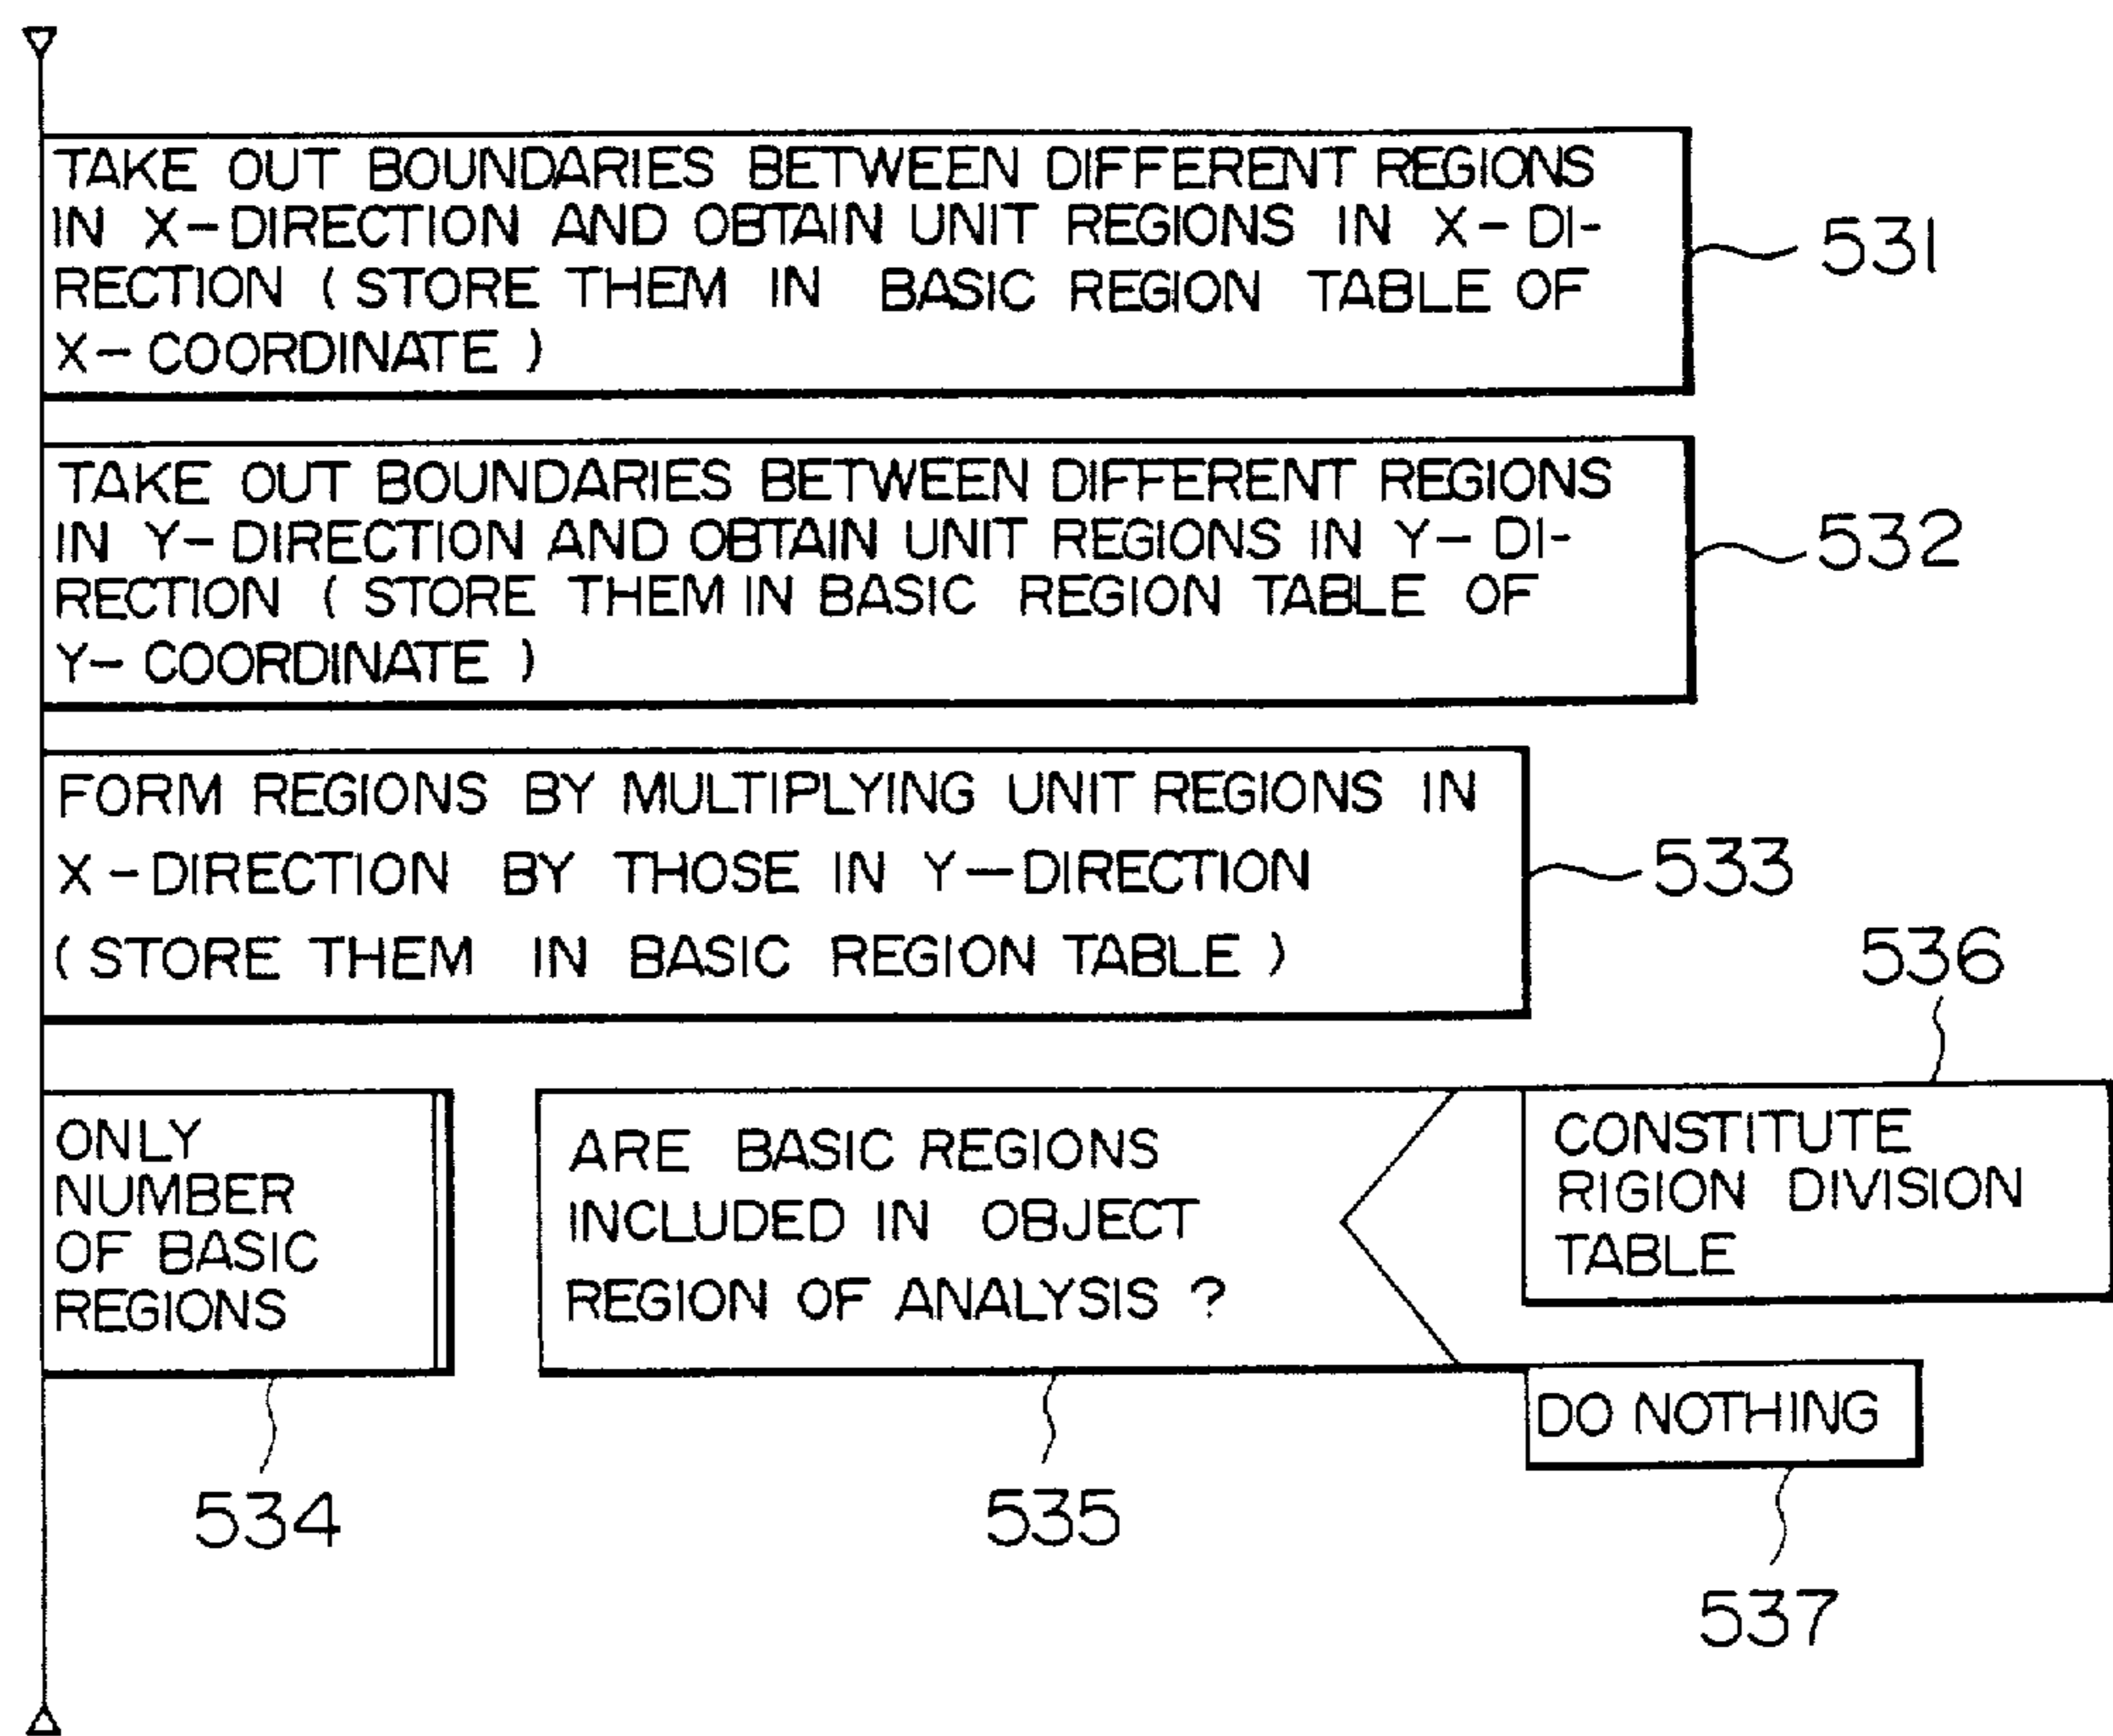 TAKE OUT BOUNDARIES BETWEEN DIFFERENT REGIONS
IN X-DIRECTION AND OBTAIN UNIT REGIONS IN X-DI-
RECTION (STORE THEM IN BASIC REGION TABLE OF
X-COORDINATE)
531
TAKE OUT BOUNDARIES BETWEEN DIFFERENT REGIONS
IN Y-DIRECTION AND OBTAIN UNIT REGIONS IN Y-DI-
RECTION (STORE THEM IN BASIC REGION TABLE OF
Y-COORDINATE)
532
FORM REGIONS BY MULTIPLYING UNIT REGIONS IN
X-DIRECTION BY THOSE IN Y-DIRECTION
(STORE THEM IN BASIC REGION TABLE)
533
ONLY
NUMBER
OF BASIC
REGIONS
534
ARE BASIC REGIONS
INCLUDED IN OBJECT
REGION OF ANALYSIS ?
535
536
CONSTITUTE
RIGION DIVISION
TABLE
DO NOTHING
537